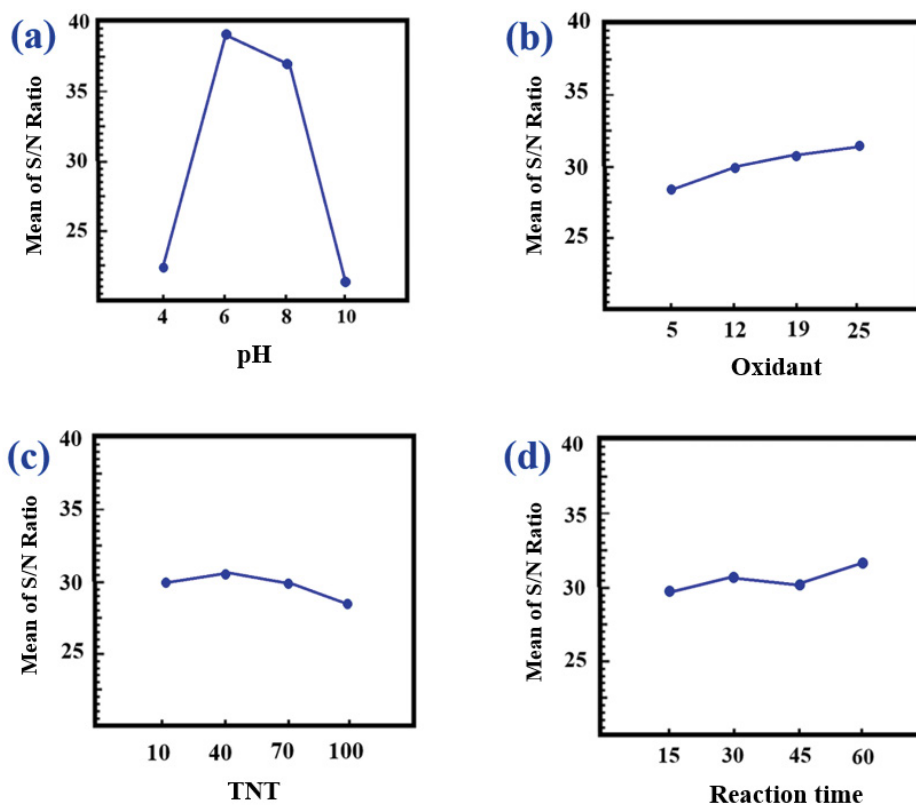 (a)
Mean of S/N Ratio
40
35
30
25
4 6 8 10
pH
(b)
Mean of S/N Ratio
40
35
30
25
5 12 19 25
Oxidant
(c)
Mean of S/N Ratio
40
35
30
25
10 40 70 100
TNT
(d)
Mean of S/N Ratio
40
35
30
25
15 30 45 60
Reaction time